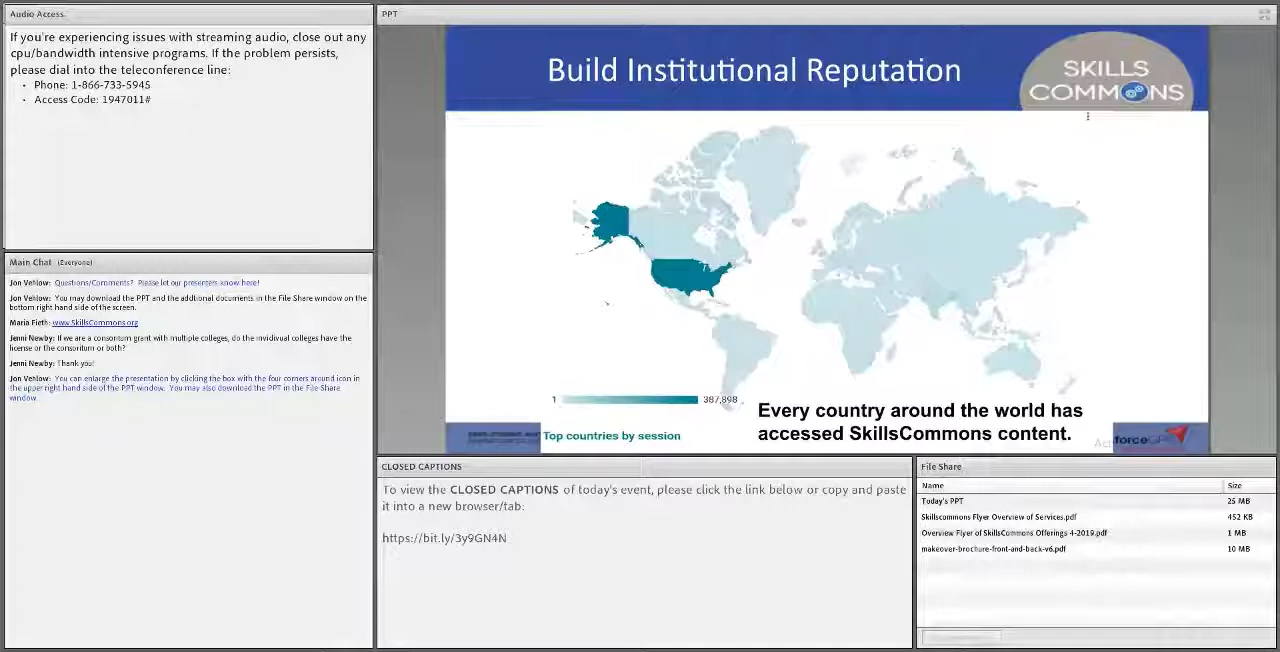 Audio Access
If you're experiencing issues with streaming audio, close out any
cpu/bandwidth intensive programs. If the problem persists,
please dial into the teleconference line:
• Phone: 1-866-733-5945
• Access Code: 1947011#
Main Chat (Everyone)
Jon Vehlow: Questions/Comments? Please let our presenters know here!
Jon Vehlow: You may download the PPT and the addtional documents in the File Share window on the
bottom right hand side of the screen.
Maria Fieth: www.SkillsCommons.org
Jenni Newby: If we are a consortum grant with multiple colleges, do the invidivual colleges have the
license or the consoritum or both?
Jenni Newby: Thank you!
Jon Vehlow: You can enlarge the presentation by clicking the box with the four corners around icon in
the upper right hand side of the PPT window. You may also download the PPT in the File Share
window.
PPT
Build Institutional Reputation
SKILLS
COMMONS
1 387,898
Top countries by session
Every country around the world has
accessed SkillsCommons content.
forceGPS
CLOSED CAPTIONS
To view the CLOSED CAPTIONS of today's event, please click the link below or copy and paste
it into a new browser/tab:
https://bit.ly/3y9GN4N
File Share
Name Size
Today's PPT 25 MB
Skillscommons Flyer Overview of Services.pdf 452 KB
Overview Flyer of SkillsCommons Offerings 4-2019.pdf 1 MB
makeover-brochure-front-and-back-v6.pdf 10 MB